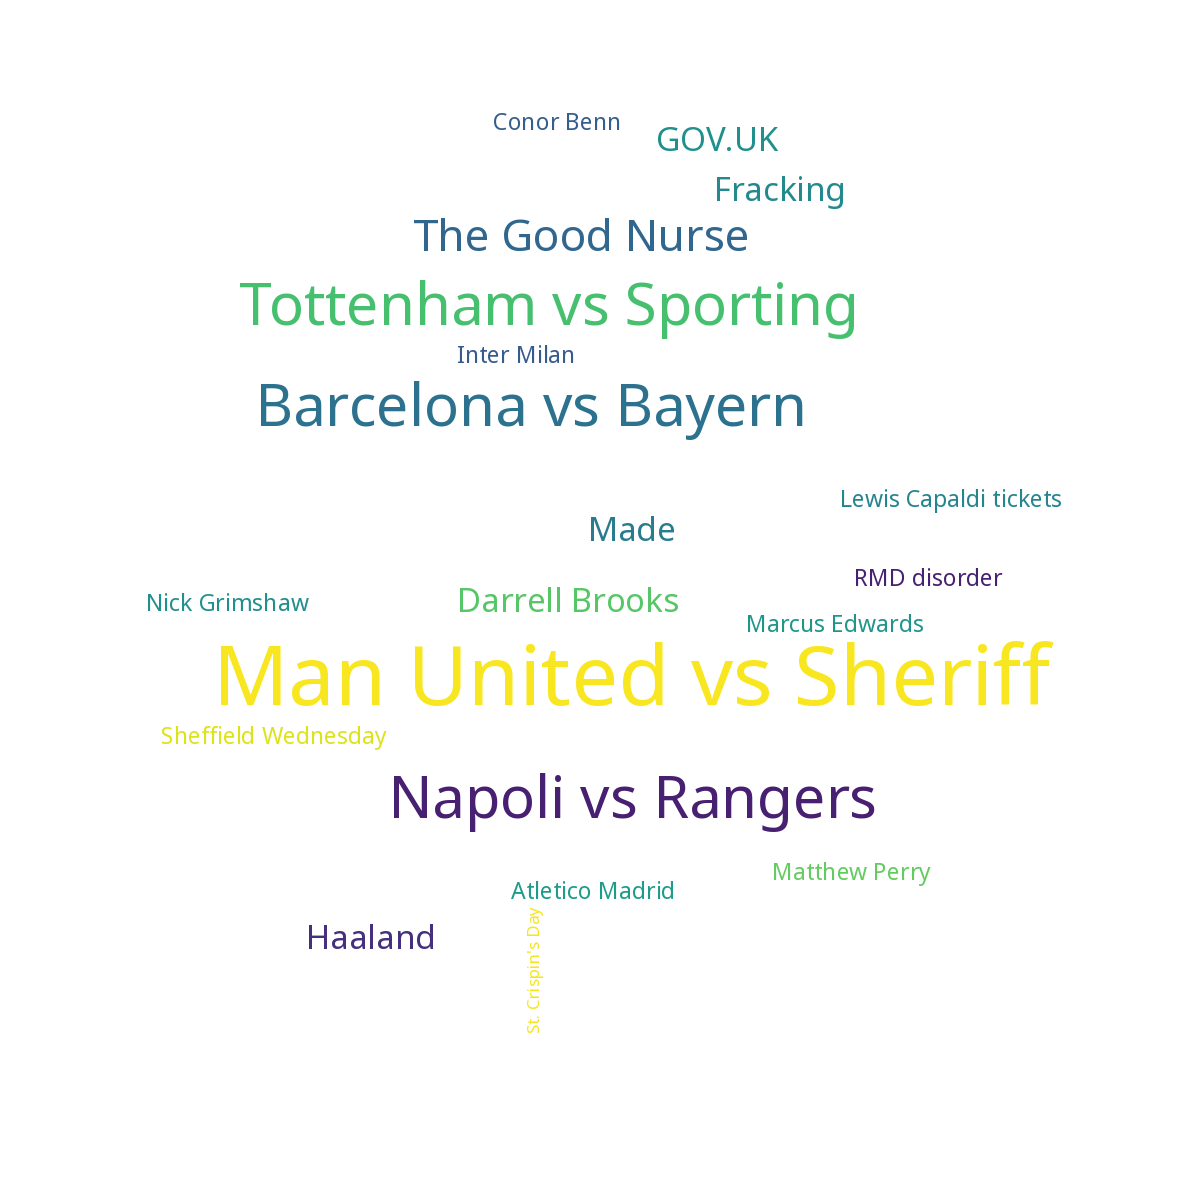 Conor Benn
GOV.UK
Fracking
The Good Nurse
Tottenham vs Sporting
Inter Milan
Barcelona vs Bayern
Lewis Capaldi tickets
Made
RMD disorder
Nick Grimshaw
Darrell Brooks
Marcus Edwards
Man United vs Sheriff
Sheffield Wednesday
Napoli vs Rangers
Matthew Perry
Atletico Madrid
Haaland
St. Crispin's Day